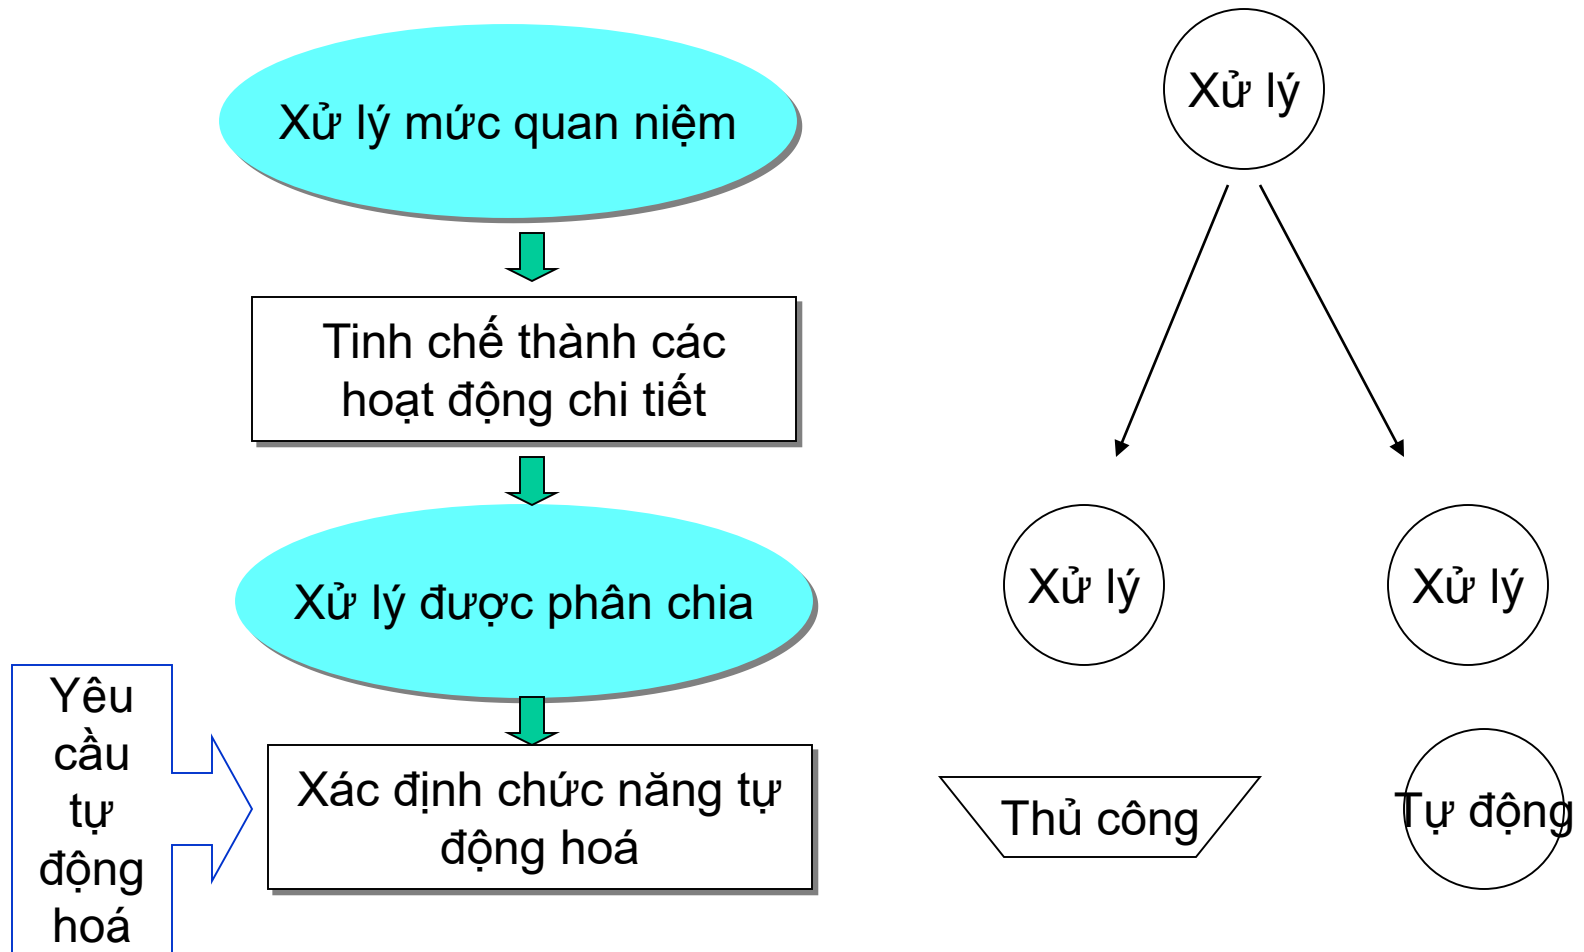 Xử lý mức quan niệm
Tinh chế thành các
hoạt động chi tiết
Xử lý được phân chia
Yêu
cầu
tự
động
hoá
Xác định chức năng tự
động hoá
Xử lý
Xử lý
Xử lý
Thủ công
Tự động